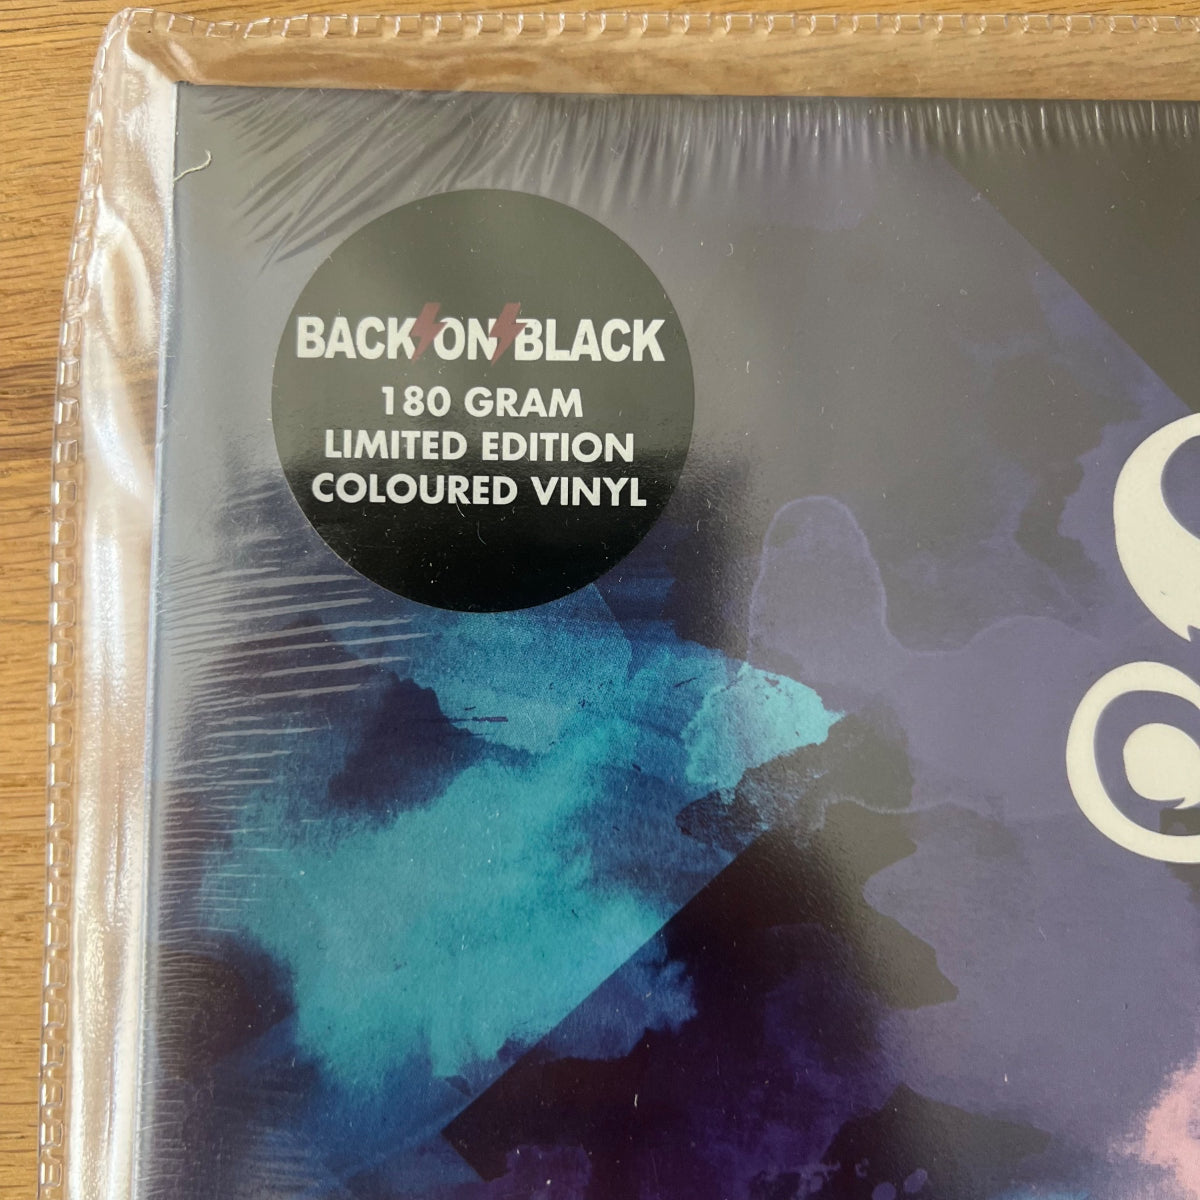 BACK ON BLACK
180 GRAM
LIMITED EDITION
COLOURED VINYL